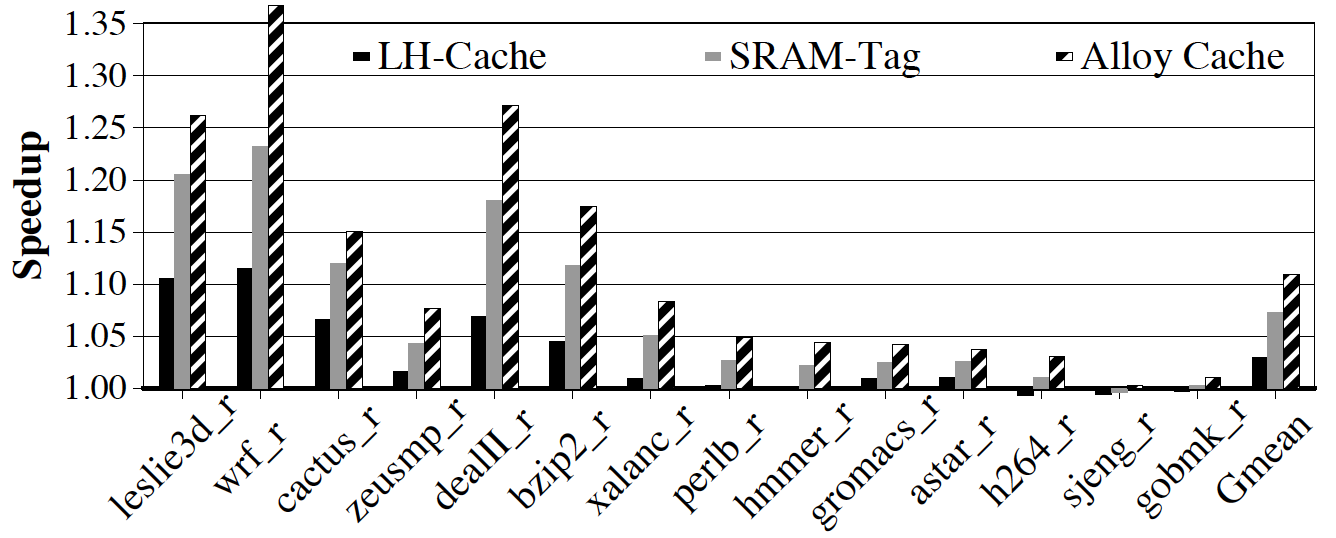 Speedup
1.35
1.30
1.25
1.20
1.15
1.10
1.05
1.00
LH-Cache SRAM-Tag Alloy Cache
leslie3d_r
wrf_r
cactus_r
zeusmp_r
dealII_r
bzip2_r
xalanc_r
perlb_r
hmmer_r
gromacs_r
astar_r
h264_r
sjeng_r
gobmk_r
Gmean